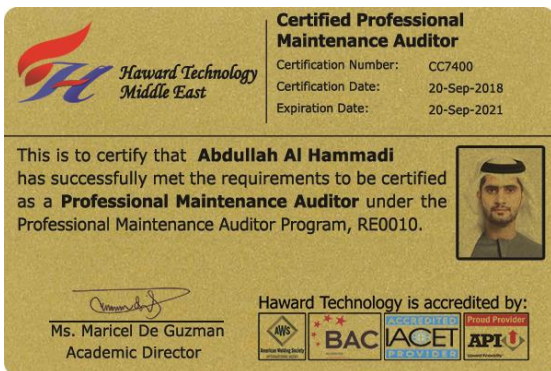 Haward Technology
Middle East
Certified Professional
Maintenance Auditor
Certification Number: CC7400
Certification Date: 20-Sep-2018
Expiration Date: 20-Sep-2021
This is to certify that Abdullah Al Hammadi
has successfully met the requirements to be certified
as a Professional Maintenance Auditor under the
Professional Maintenance Auditor Program, RE0010.
Ms. Maricel De Guzman
Academic Director
Haward Technology is accredited by:
AWS
American Welding Society
BAC
ACCREDITED
IACET
PROVIDER
Proud Provider
API